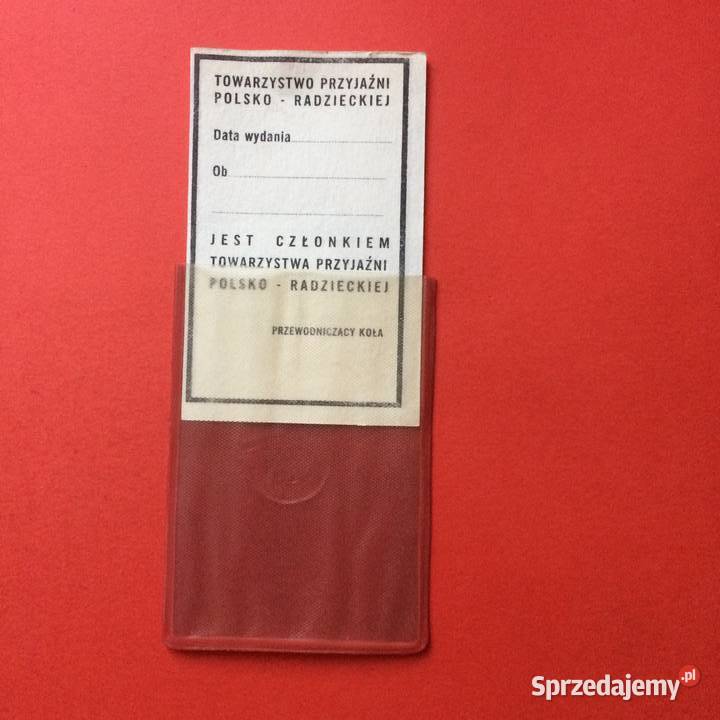 TOWARZYSTWO PRZYJAŹNI
POLSKO - RADZIECKIEJ
Data wydania
Ob
JEST CZŁONKIEM
TOWARZYSTWA PRZYJAŹNI
POLSKO - RADZIECKIEJ
PRZEWODNICZĄCY KOŁA
Sprzedajemy.pl